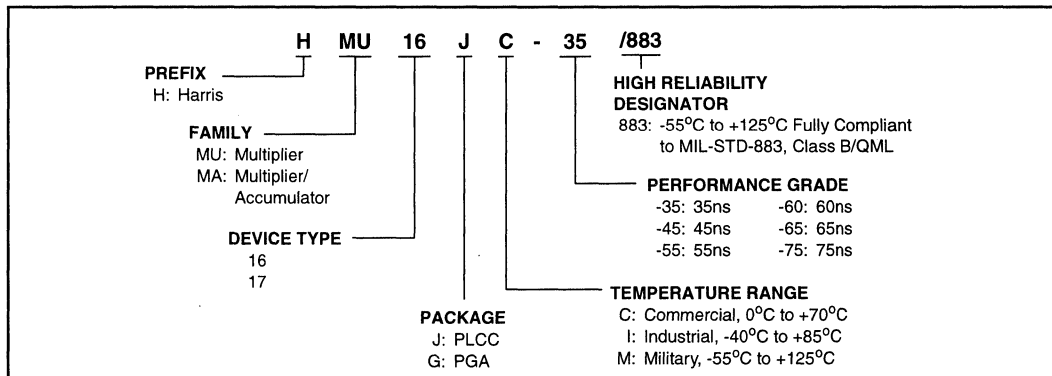 H MU 16 J C - 35 /883
PREFIX
H: Harris
FAMILY
MU: Multiplier
MA: Multiplier/
Accumulator
DEVICE TYPE
16
17
PACKAGE
J: PLCC
G: PGA
HIGH RELIABILITY
DESIGNATOR
883: -55°C to +125°C Fully Compliant
to MIL-STD-883, Class B/QML
PERFORMANCE GRADE
-35: 35ns -60: 60ns
-45: 45ns -65: 65ns
-55: 55ns -75: 75ns
TEMPERATURE RANGE
C: Commercial, 0°C to +70°C
I: Industrial, -40°C to +85°C
M: Military, -55°C to +125°C